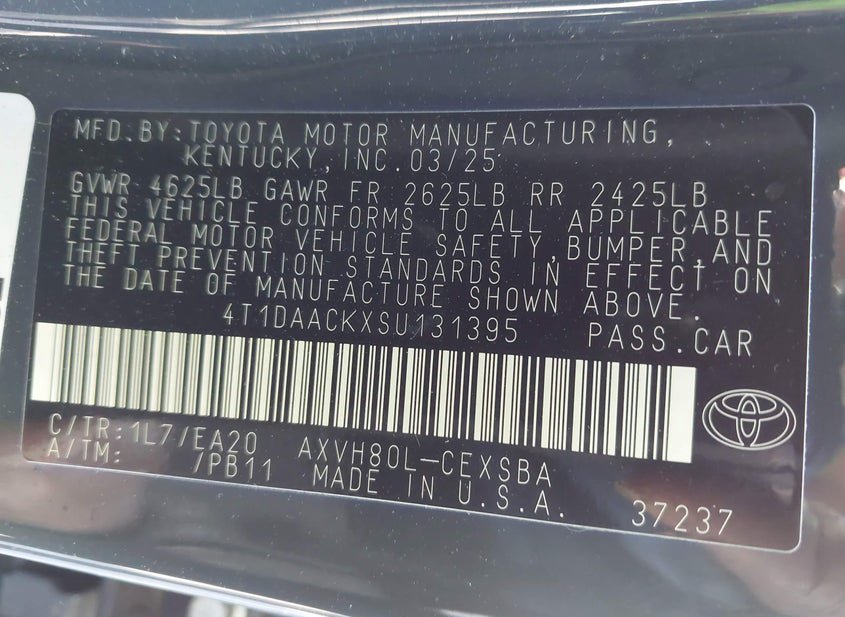 MFD.BY:TOYOTA MOTOR MANUFACTURING,
KENTUCKY,INC.03/25
GVWR 4625LB GAWR FR 2625LB RR 2425LB
THIS VEHICLE CONFORMS TO ALL APPLICABLE
FEDERAL MOTOR VEHICLE SAFETY,BUMPER,AND
THEFT PREVENTION STANDARDS IN EFFECT ON
THE DATE OF MANUFACTURE SHOWN ABOVE.
4T1DAACKXSU131395 PASS.CAR
C/TR:1L7/EA20 AXVH80L-CEXSBA
A/TM: /PB11 MADE IN U.S.A. 37237